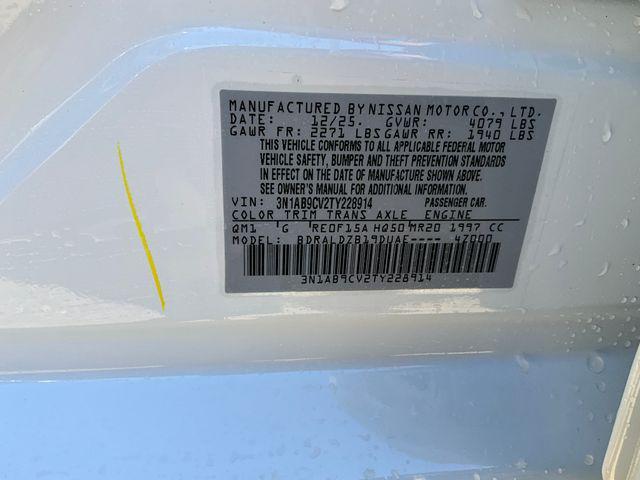 MANUFACTURED BY NISSAN MOTOR CO., LTD.
DATE: 12/25. GVWR: 4079 LBS
GAWR FR: 2271 LBS GAWR RR: 1940 LBS
THIS VEHICLE CONFORMS TO ALL APPLICABLE FEDERAL MOTOR
VEHICLE SAFETY, BUMPER AND THEFT PREVENTION STANDARDS
IN EFFECT ON THE DATE OF MANUFACTURE SHOWN ABOVE.
SEE OWNER'S MANUAL FOR ADDITIONAL INFORMATION.
VIN: 3N1AB9CV2TY228914 PASSENGER CAR.
COLOR TRIM TRANS AXLE ENGINE
QM1 G RE0F15A HQ50 MR20 1997 CC
MODEL: BDRALDZB19DUAE---- 4Z000
3N1AB9CV2TY228914